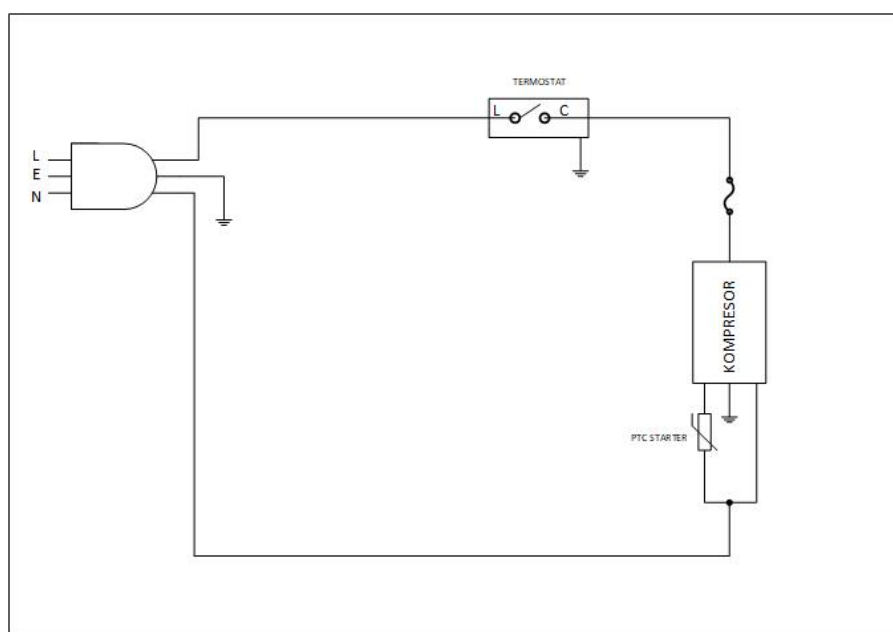 TERMOSTAT
L C
L
E
N
KOMPRESOR
PTC STARTER